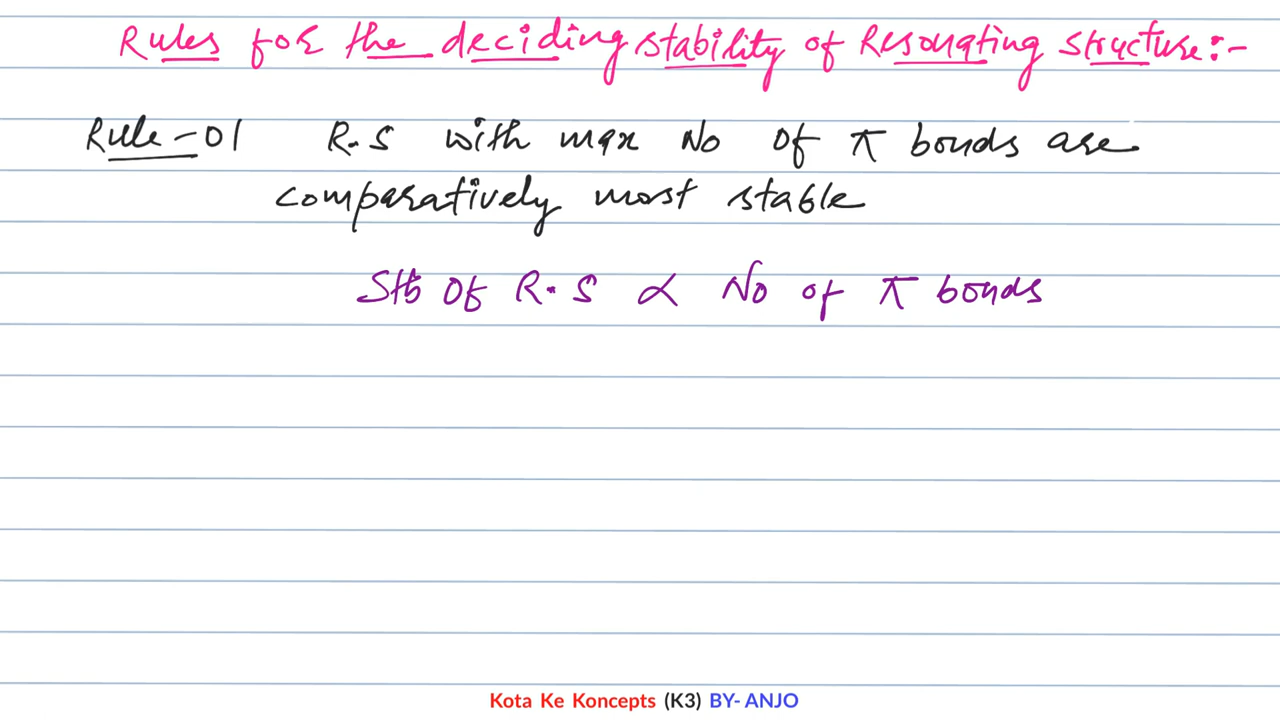 Rules for the deciding stability of Resonating structure:-
Rule-01 R.S with max No Of π bonds are
comparatively most stable
Stb Of R.S ∝ No of π bonds
Kota Ke Koncepts (K3) BY- ANJO